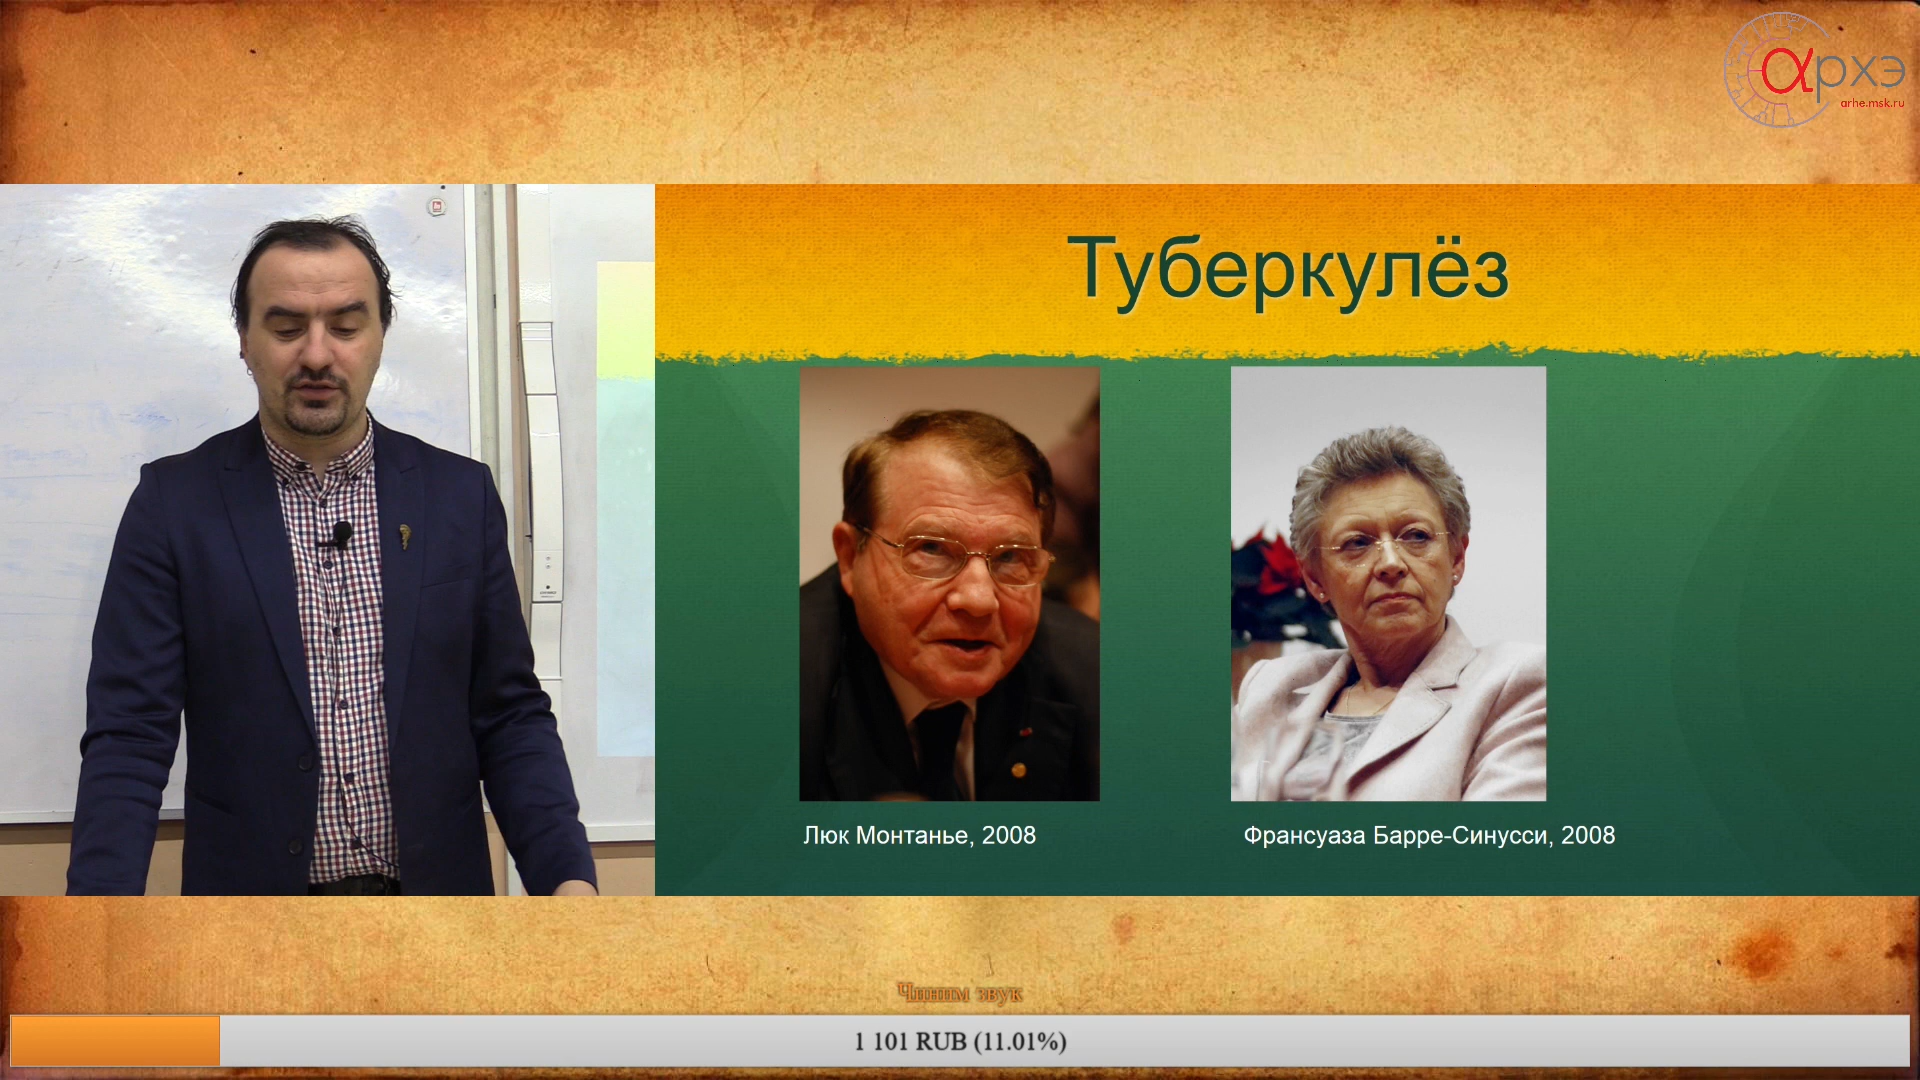 αрхэ
arhe.msk.ru
Туберкулёз
Люк Монтанье, 2008
Франсуаза Барре-Синусси, 2008
Чиним звук
1 101 RUB (11.01%)